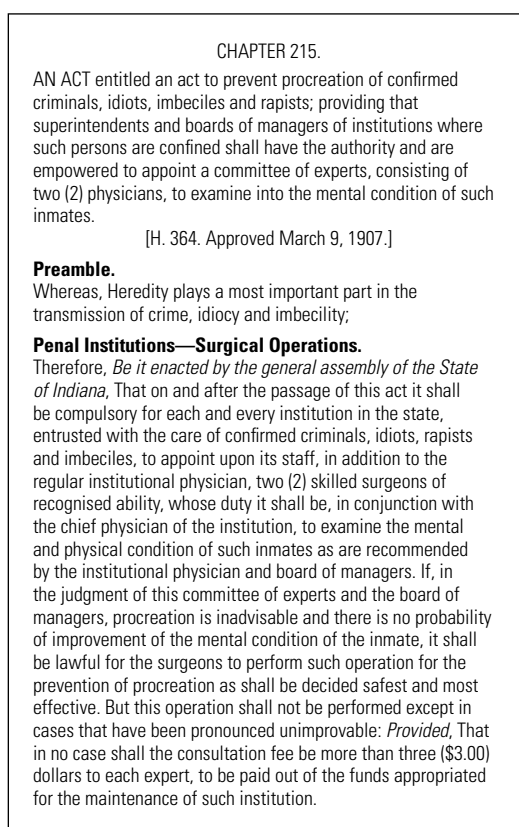 CHAPTER 215.
AN ACT entitled an act to prevent procreation of confirmed
criminals, idiots, imbeciles and rapists; providing that
superintendents and boards of managers of institutions where
such persons are confined shall have the authority and are
empowered to appoint a committee of experts, consisting of
two (2) physicians, to examine into the mental condition of such
inmates.
[H. 364. Approved March 9, 1907.]
Preamble.
Whereas, Heredity plays a most important part in the
transmission of crime, idiocy and imbecility;
Penal Institutions—Surgical Operations.
Therefore, Be it enacted by the general assembly of the State
of Indiana, That on and after the passage of this act it shall
be compulsory for each and every institution in the state,
entrusted with the care of confirmed criminals, idiots, rapists
and imbeciles, to appoint upon its staff, in addition to the
regular institutional physician, two (2) skilled surgeons of
recognised ability, whose duty it shall be, in conjunction with
the chief physician of the institution, to examine the mental
and physical condition of such inmates as are recommended
by the institutional physician and board of managers. If, in
the judgment of this committee of experts and the board of
managers, procreation is inadvisable and there is no probability
of improvement of the mental condition of the inmate, it shall
be lawful for the surgeons to perform such operation for the
prevention of procreation as shall be decided safest and most
effective. But this operation shall not be performed except in
cases that have been pronounced unimprovable: Provided, That
in no case shall the consultation fee be more than three ($3.00)
dollars to each expert, to be paid out of the funds appropriated
for the maintenance of such institution.